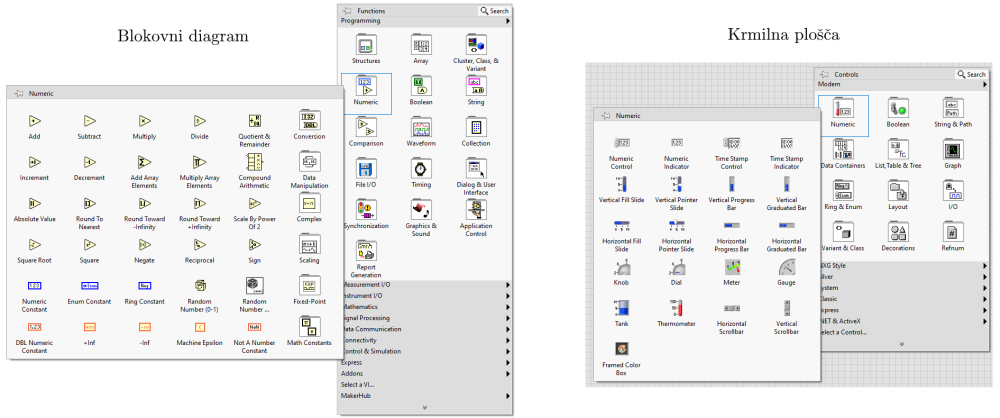 Blokovni diagram
Functions
Search
Programming
Structures
Array
Cluster, Class, &
Variant
Numeric
Boolean
String
Comparison
Waveform
Collection
File I/O
Timing
Dialog & User
Interface
Synchronization
Graphics &
Sound
Application
Control
Report
Generation
Measurement I/O
Instrument I/O
Mathematics
Signal Processing
Data Communication
Connectivity
Control & Simulation
Express
Addons
Select a VI...
MakerHub
Numeric
Add
Subtract
Multiply
Divide
Quotient &
Remainder
Conversion
Increment
Decrement
Add Array
Elements
Multiply Array
Elements
Compound
Arithmetic
Data
Manipulation
Absolute Value
Round To
Nearest
Round Toward
-Infinity
Round Toward
+Infinity
Scale By Power
Of 2
Complex
Square Root
Square
Negate
Reciprocal
Sign
Scaling
Numeric
Constant
Enum Constant
Ring Constant
Random
Number (0-1)
Random
Number ...
Fixed-Point
DBL Numeric
Constant
+Inf
-Inf
Machine Epsilon
Not A Number
Constant
Math Constants
Krmilna plošča
Controls
Search
Modern
Numeric
Boolean
String & Path
Data Containers
List, Table & Tree
Graph
Ring & Enum
Layout
I/O
Variant & Class
Decorations
Refnum
NXG Style
Silver
System
Classic
Express
.NET & ActiveX
Select a Control...
Numeric
Numeric
Control
Numeric
Indicator
Time Stamp
Control
Time Stamp
Indicator
Vertical Fill Slide
Vertical Pointer
Slide
Vertical Progress
Bar
Vertical
Graduated Bar
Horizontal Fill
Slide
Horizontal
Pointer Slide
Horizontal
Progress Bar
Horizontal
Graduated Bar
Knob
Dial
Meter
Gauge
Tank
Thermometer
Horizontal
Scrollbar
Vertical
Scrollbar
Framed Color
Box